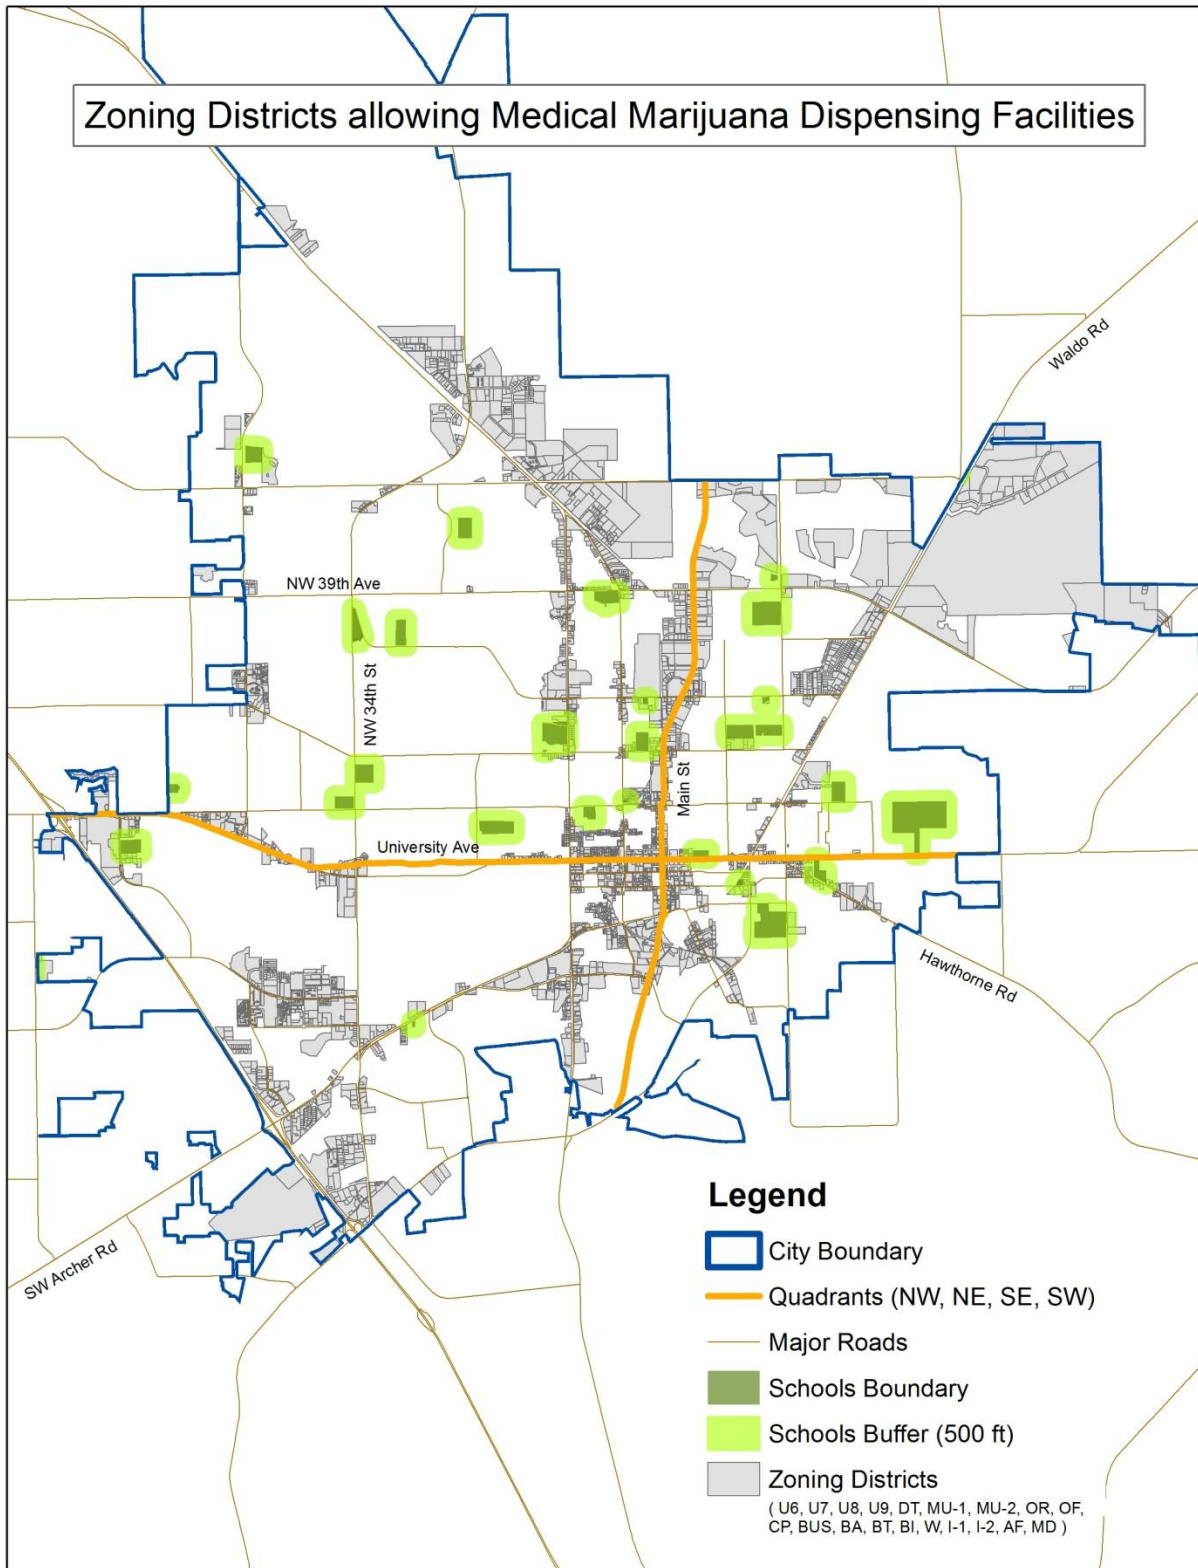 Zoning Districts allowing Medical Marijuana Dispensing Facilities
Waldo Rd
NW 39th Ave
NW 34th St
Main St
University Ave
Hawthorne Rd
SW Archer Rd
Legend
City Boundary
Quadrants (NW, NE, SE, SW)
Major Roads
Schools Boundary
Schools Buffer (500 ft)
Zoning Districts
( U6, U7, U8, U9, DT, MU-1, MU-2, OR, OF,
CP, BUS, BA, BT, BI, W, I-1, I-2, AF, MD )